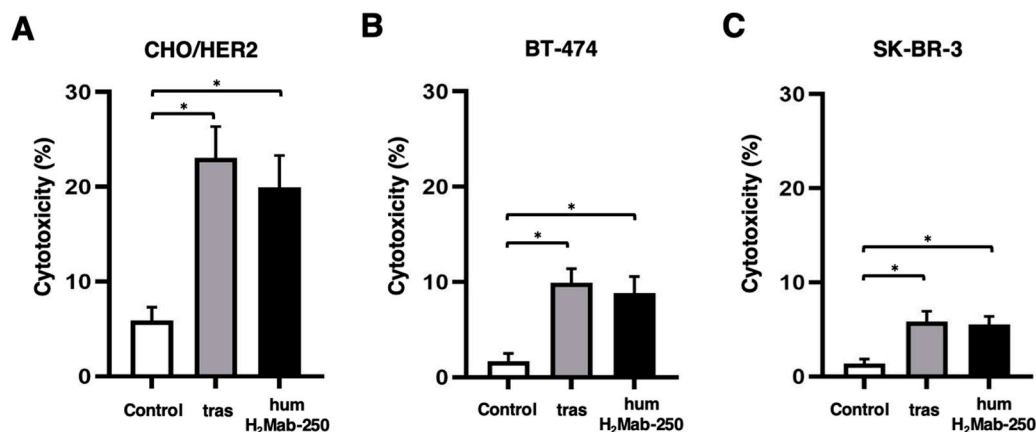 A
CHO/HER2
Cytotoxicity (%)
30
20
10
0
*
*
Control
tras
hum
H₂Mab-250
B
BT-474
Cytotoxicity (%)
30
20
10
0
*
*
Control
tras
hum
H₂Mab-250
C
SK-BR-3
Cytotoxicity (%)
30
20
10
0
*
*
Control
tras
hum
H₂Mab-250